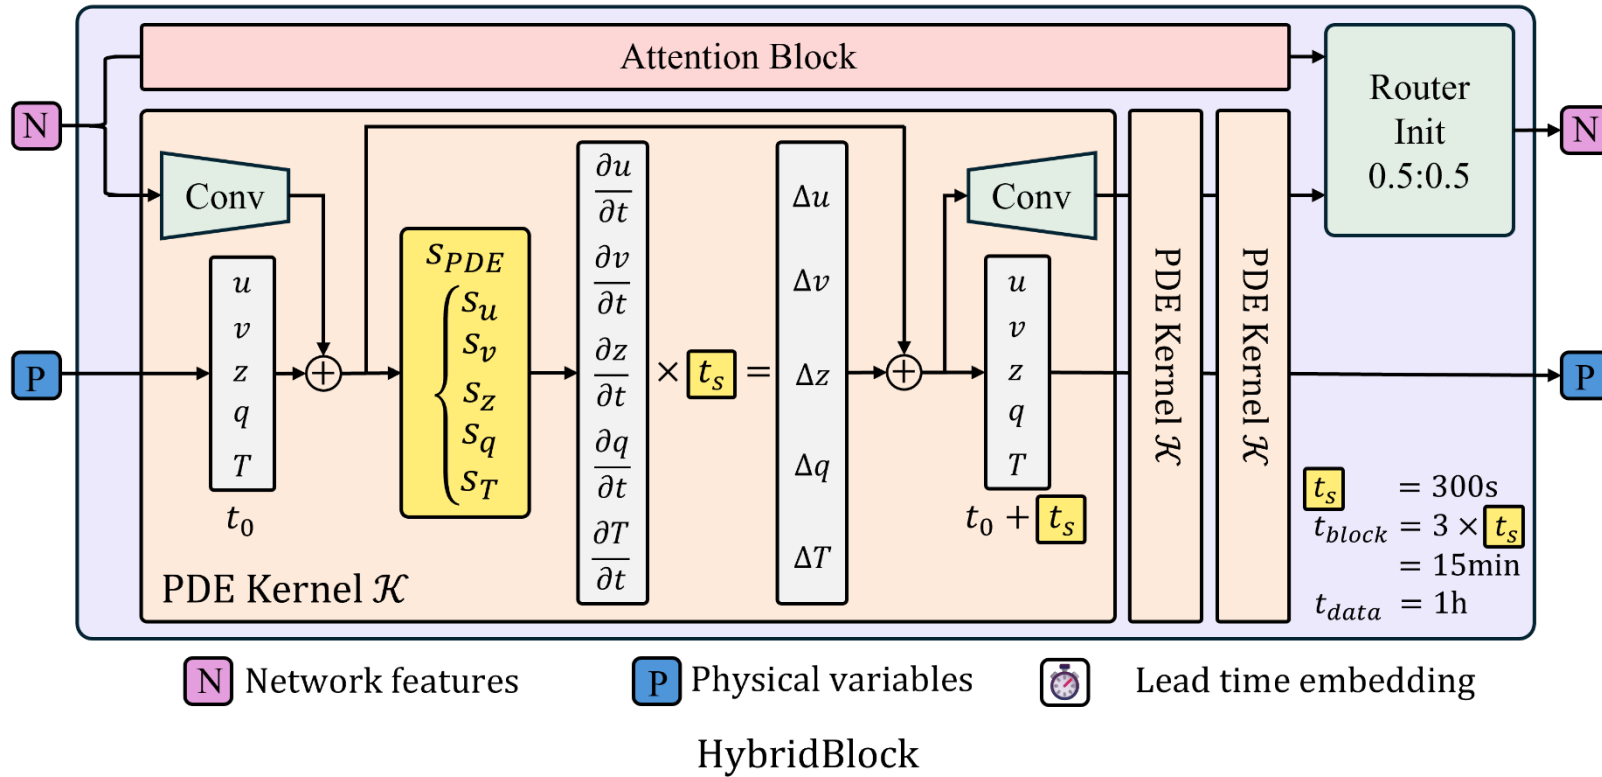 Attention Block
Router
Init
0.5:0.5
N
N
Conv
Conv
P
P
u
v
z
q
T
t₀
S_PDE
S_u
S_v
S_z
S_q
S_T
∂u/∂t
∂v/∂t
∂z/∂t
∂q/∂t
∂T/∂t
× t_s =
Δu
Δv
Δz
Δq
ΔT
u
v
z
q
T
t₀ + t_s
PDE Kernel 𝒦
PDE Kernel 𝒦
PDE Kernel 𝒦
t_s = 300s
t_block = 3 × t_s
= 15min
t_data = 1h
N Network features
P Physical variables
Lead time embedding
HybridBlock